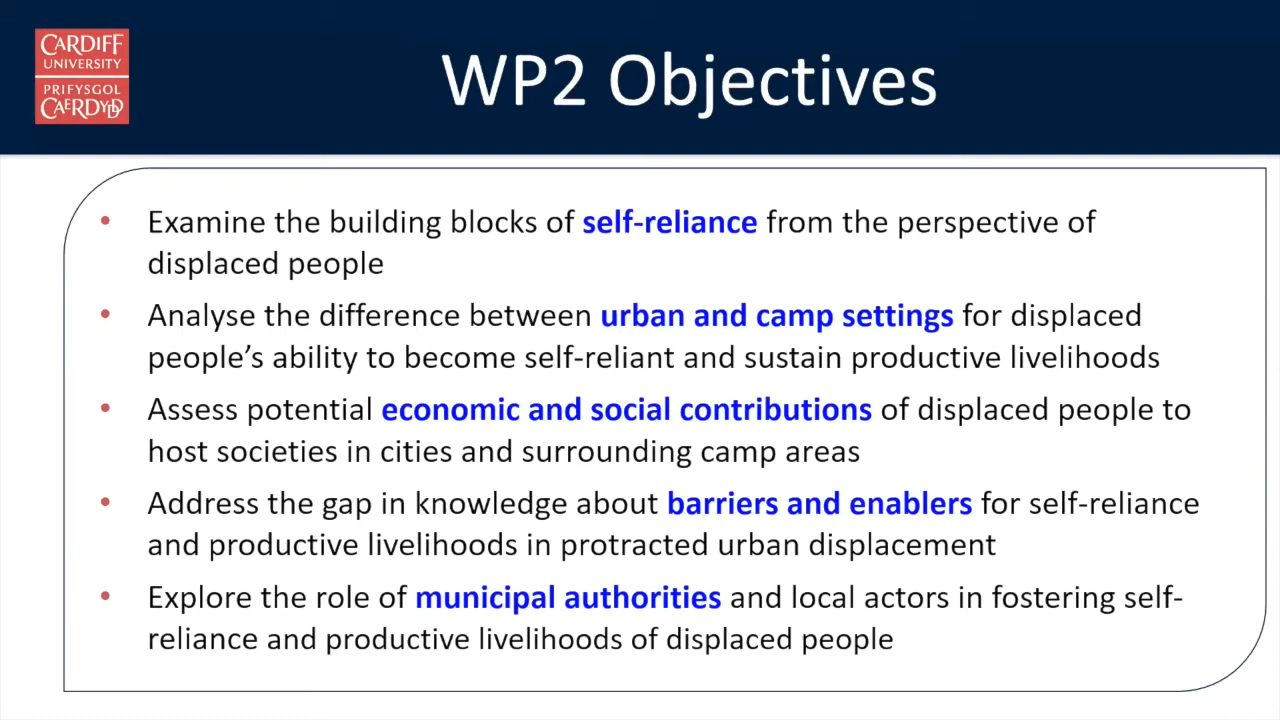 CARDIFF
UNIVERSITY
PRIFYSGOL
CAERDYDD
WP2 Objectives
• Examine the building blocks of self-reliance from the perspective of
displaced people
• Analyse the difference between urban and camp settings for displaced
people’s ability to become self-reliant and sustain productive livelihoods
• Assess potential economic and social contributions of displaced people to
host societies in cities and surrounding camp areas
• Address the gap in knowledge about barriers and enablers for self-reliance
and productive livelihoods in protracted urban displacement
• Explore the role of municipal authorities and local actors in fostering self-
reliance and productive livelihoods of displaced people